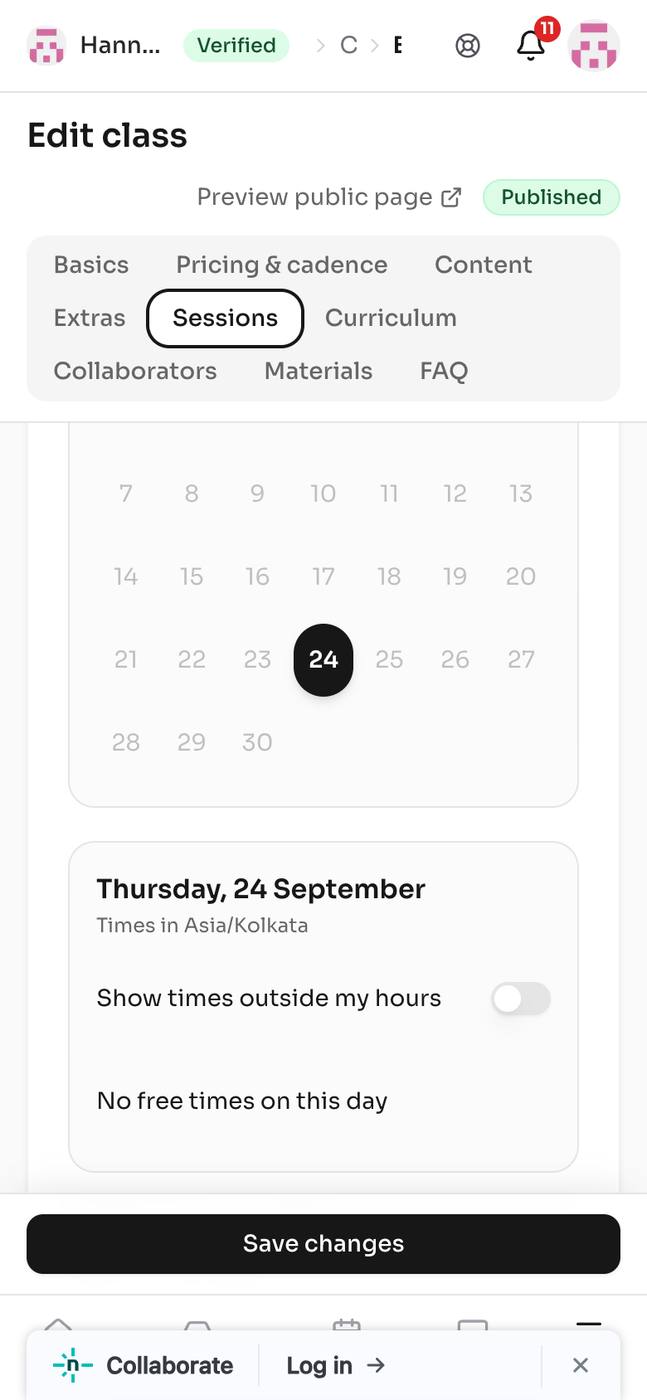 Hann... Verified > C > E 11
Edit class
Preview public page Published
Basics Pricing & cadence Content
Extras Sessions Curriculum
Collaborators Materials FAQ
7 8 9 10 11 12 13
14 15 16 17 18 19 20
21 22 23 24 25 26 27
28 29 30
Thursday, 24 September
Times in Asia/Kolkata
Show times outside my hours
No free times on this day
Save changes
n Collaborate Log in →